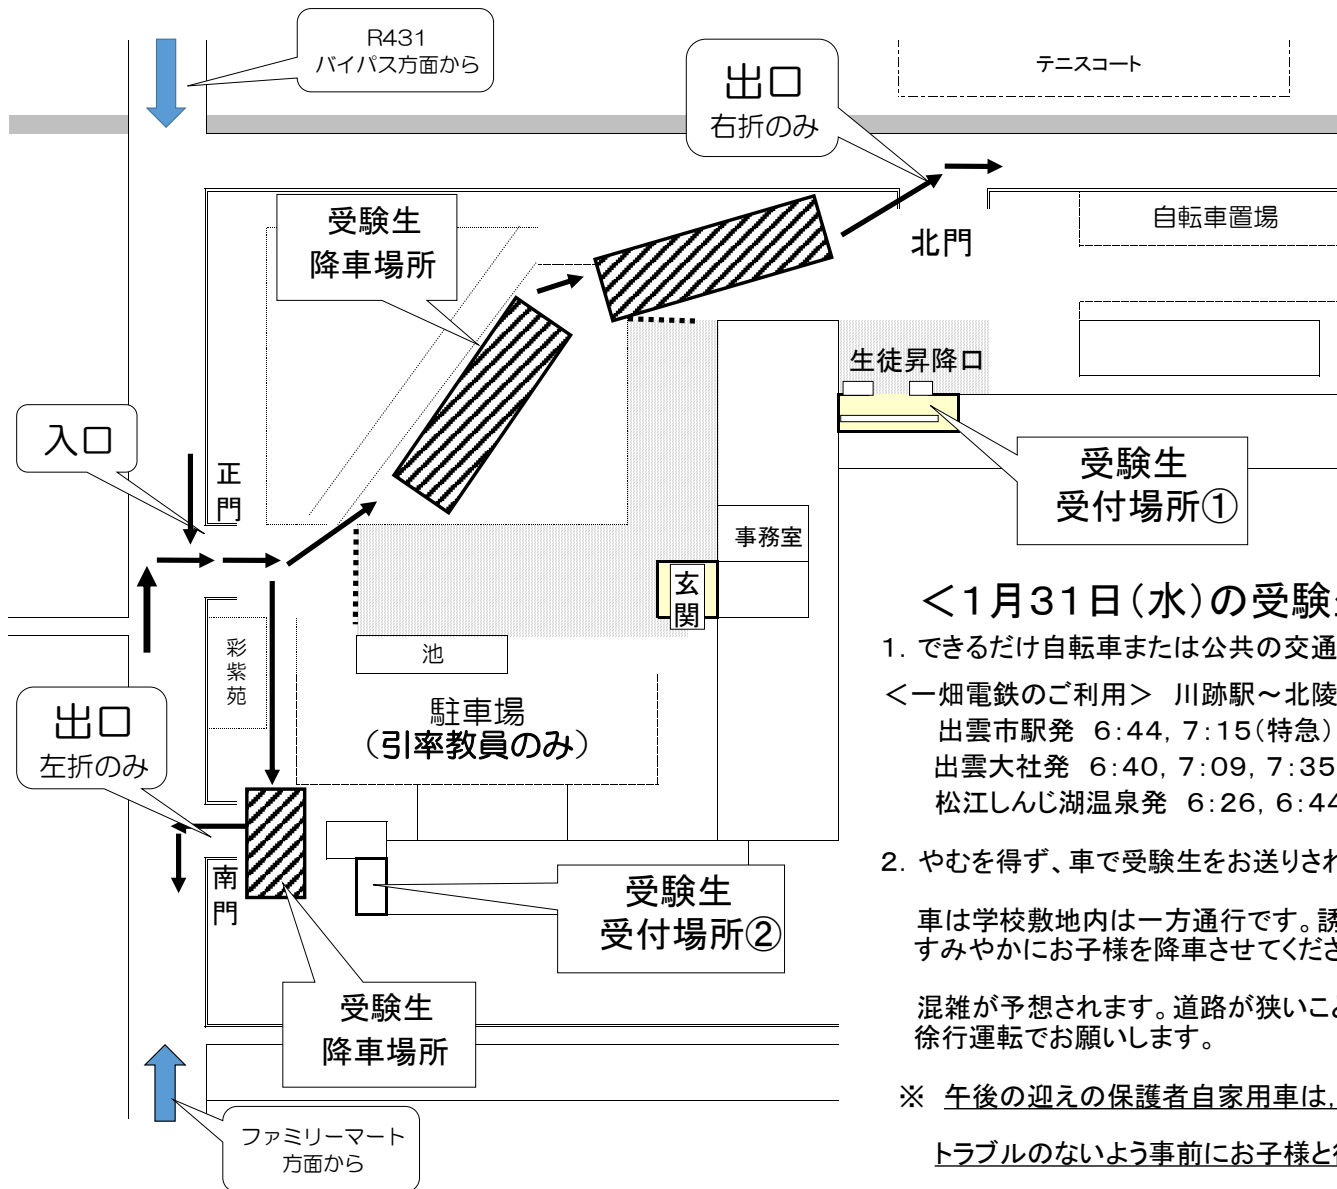 R431
バイパス方面から
出口
右折のみ
テニスコート
受験生
降車場所
北門
自転車置場
入口
正門
生徒昇降口
受験生
受付場所①
事務室
玄関
彩紫苑
池
出口
左折のみ
駐車場
（引率教員のみ）
南門
受験生
受付場所②
受験生
降車場所
ファミリーマート
方面から
＜１月３１日（水）の受験
１．できるだけ自転車または公共の交通
＜一畑電鉄のご利用＞　川跡駅～北陵
出雲市駅発　６：４４，７：１５（特急）
出雲大社発　６：４０，７：０９，７：３５
松江しんじ湖温泉発　６：２６，６：４４
２．やむを得ず、車で受験生をお送りされ
車は学校敷地内は一方通行です。誘
すみやかにお子様を降車させてくださ
混雑が予想されます。道路が狭いこと
徐行運転でお願いします。
※　午後の迎えの保護者自家用車は，
トラブルのないよう事前にお子様と